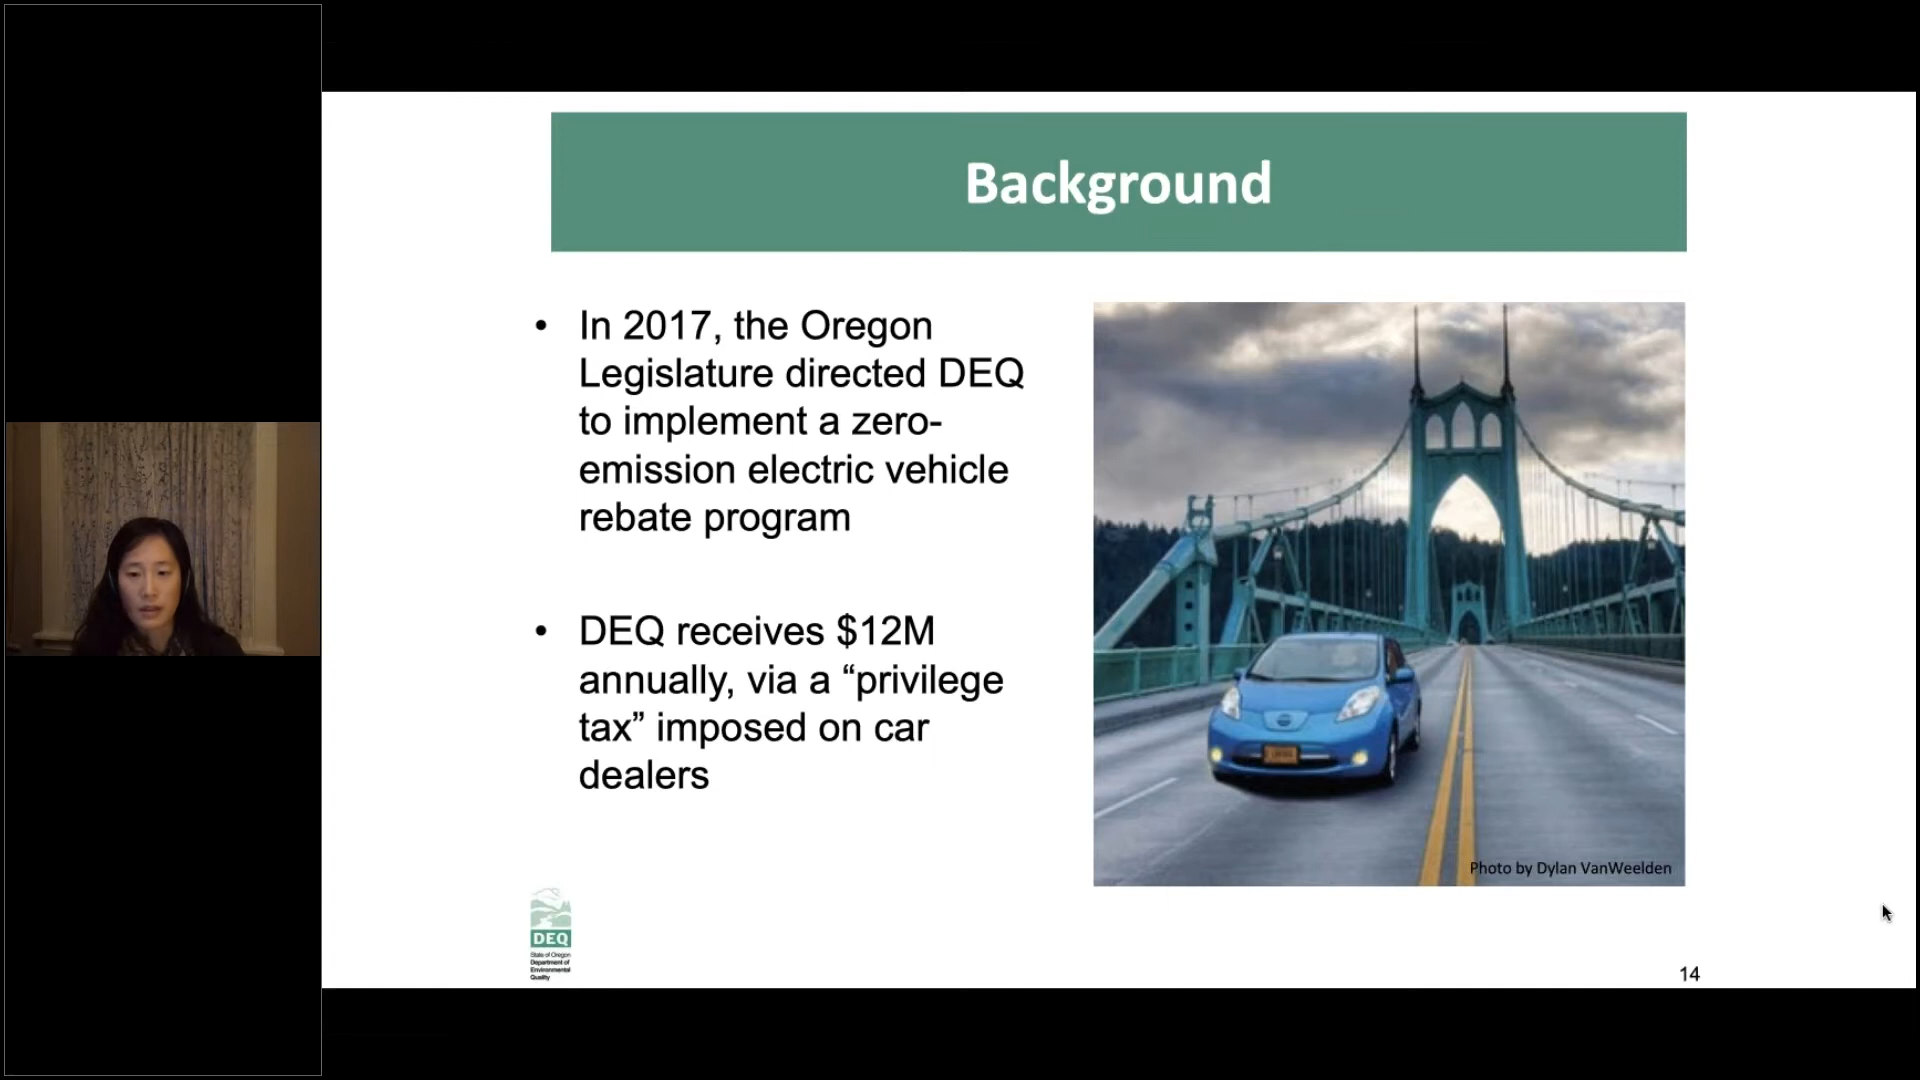 Background
• In 2017, the Oregon
Legislature directed DEQ
to implement a zero-
emission electric vehicle
rebate program
• DEQ receives $12M
annually, via a “privilege
tax” imposed on car
dealers
Photo by Dylan VanWeelden
DEQ
State of Oregon
Department of
Environmental
Quality
14